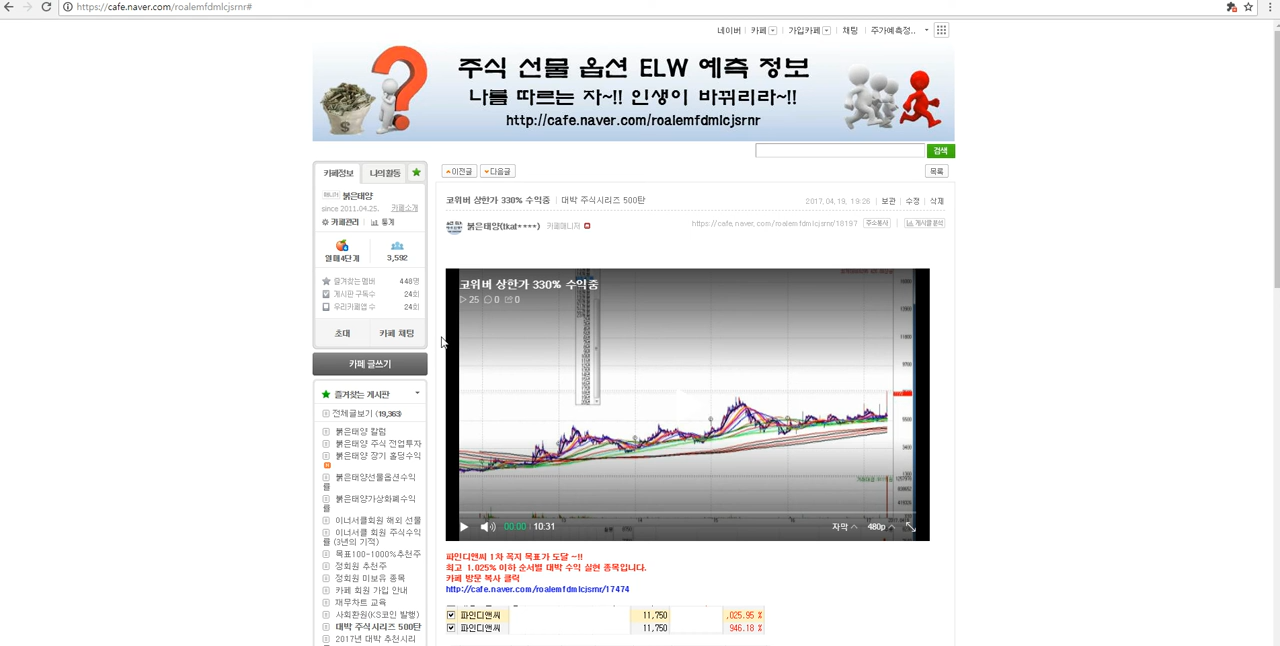 https://cafe.naver.com/roalemfdmlcjsrnr#
네이버 카페 가입카페 채팅 주가예측정..
주식 선물 옵션 ELW 예측 정보
나를 따르는 자~!! 인생이 바뀌리라~!!
http://cafe.naver.com/roalemfdmlcjsrnr
검색
카페정보 나의활동
이전글 다음글 목록
붉은태양
since 2011.04.25. 카페소개
카페관리 통계
열매4단계 3,592
즐겨찾는 멤버 448명
게시판 구독수 24회
우리카페앱 수 24회
초대 카페 채팅
카페 글쓰기
즐겨찾는 게시판
전체글보기 (19,363)
붉은태양 칼럼
붉은태양 주식 전업투자
붉은태양 장기 홀딩수익
붉은태양선물옵션수익
률
붉은태양가상화폐수익
률
이너서클회원 해외 선물
이너서클 회원 주식수익
률 (3년의 기적)
목표100-1000%추천주
정회원 추천주
정회원 미보유 종목
카페 회원 가입 안내
재무차트 교육
사회환원(KS코인 발행)
대박 주식시리즈 500탄
2017년 대박 추천시리
코위버 상한가 330% 수익중 대박 주식시리즈 500탄
2017.04.19. 19:26 보관 수정 삭제
붉은태양(tkat****) 카페매니저
https://cafe.naver.com/roalemfdmlcjsrnr/18197 주소복사 게시글 분석
코위버 상한가 330% 수익중
25 0 0
00:00 10:31 자막 480p
파인디앤씨 1차 꼭지 목표가 도달 ~!!
최고 1.025% 이하 순서별 대박 수익 실현 종목입니다.
카페 방문 복사 클릭
http://cafe.naver.com/roalemfdmlcjsrnr/17474
파인디앤씨 11,750 ,025.95 %
파인디앤씨 11,750 946.18 %